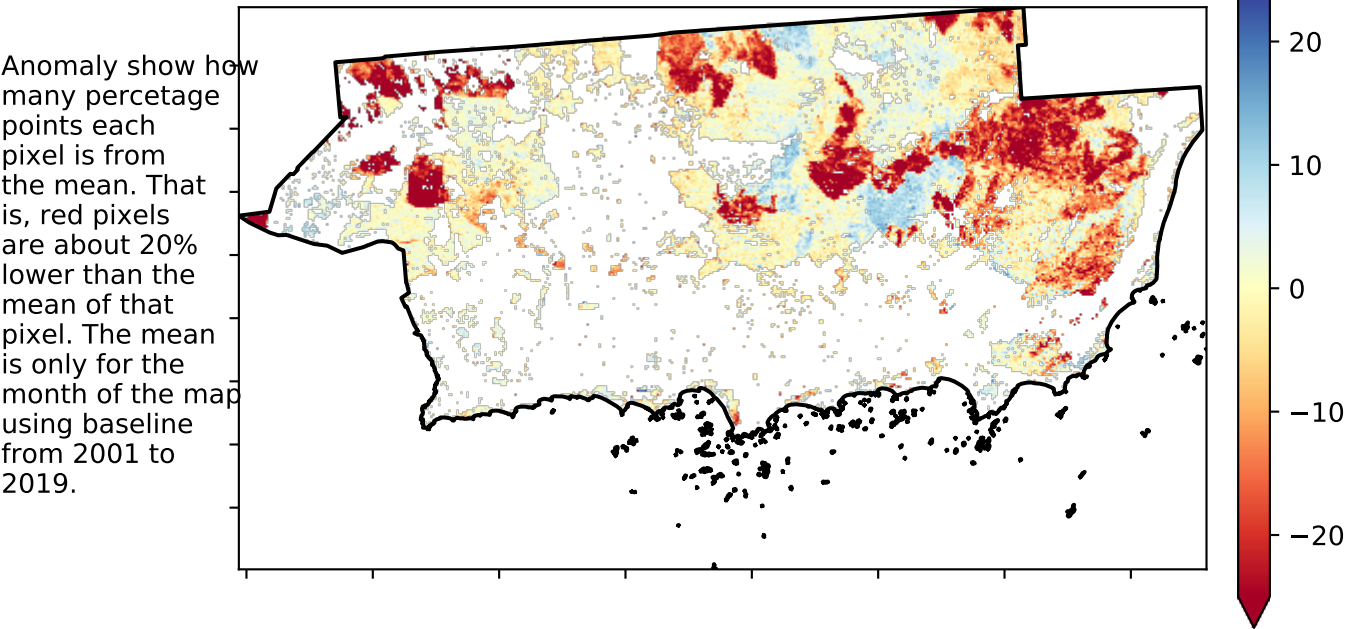 Anomaly show how
many percetage
points each
pixel is from
the mean. That
is, red pixels
are about 20%
lower than the
mean of that
pixel. The mean
is only for the
month of the map
using baseline
from 2001 to
2019.
20
10
0
−10
−20